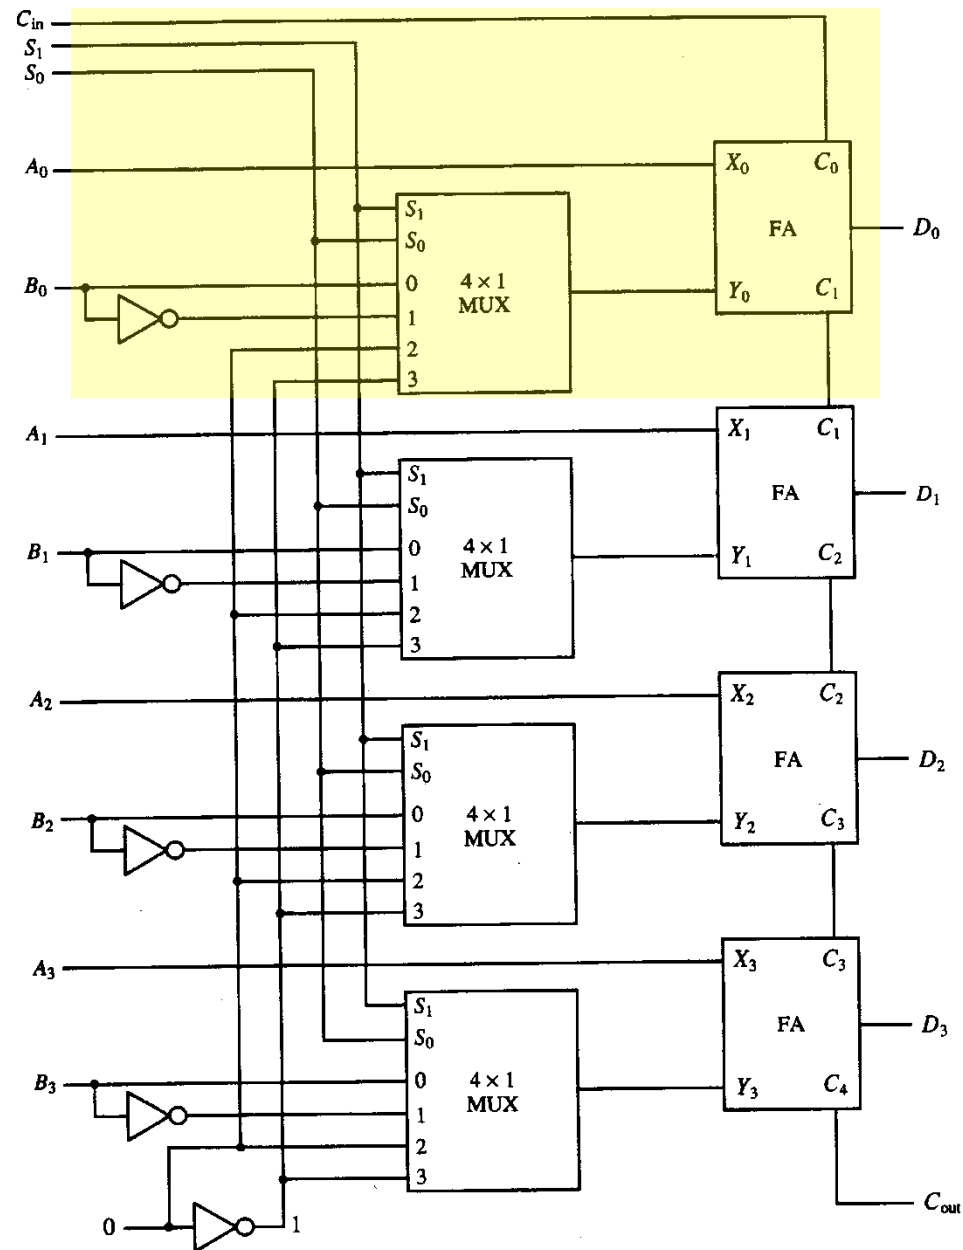 C_in
S_1
S_0
A_0
X_0 C_0
S_1
S_0
FA
D_0
B_0
0
4 × 1
MUX
1
Y_0 C_1
2
3
A_1
X_1 C_1
S_1
S_0
FA
D_1
B_1
0
4 × 1
MUX
1
Y_1 C_2
2
3
A_2
X_2 C_2
S_1
S_0
FA
D_2
B_2
0
4 × 1
MUX
1
Y_2 C_3
2
3
A_3
X_3 C_3
S_1
S_0
FA
D_3
B_3
0
4 × 1
MUX
1
Y_3 C_4
2
3
0
1
C_out